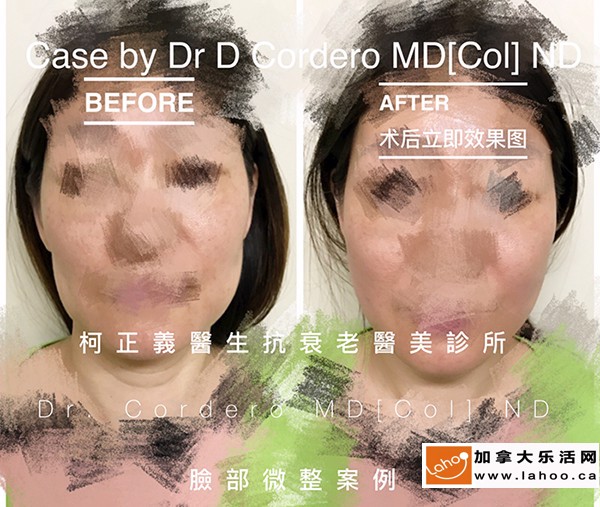 Case by Dr D Cordero MD[Col] ND
BEFORE
AFTER
术后立即效果图
柯正義醫生抗衰老醫美診所
Dr. Cordero MD[Col] ND
臉部微整案例
Lahoo
加拿大乐活网
www.lahoo.ca